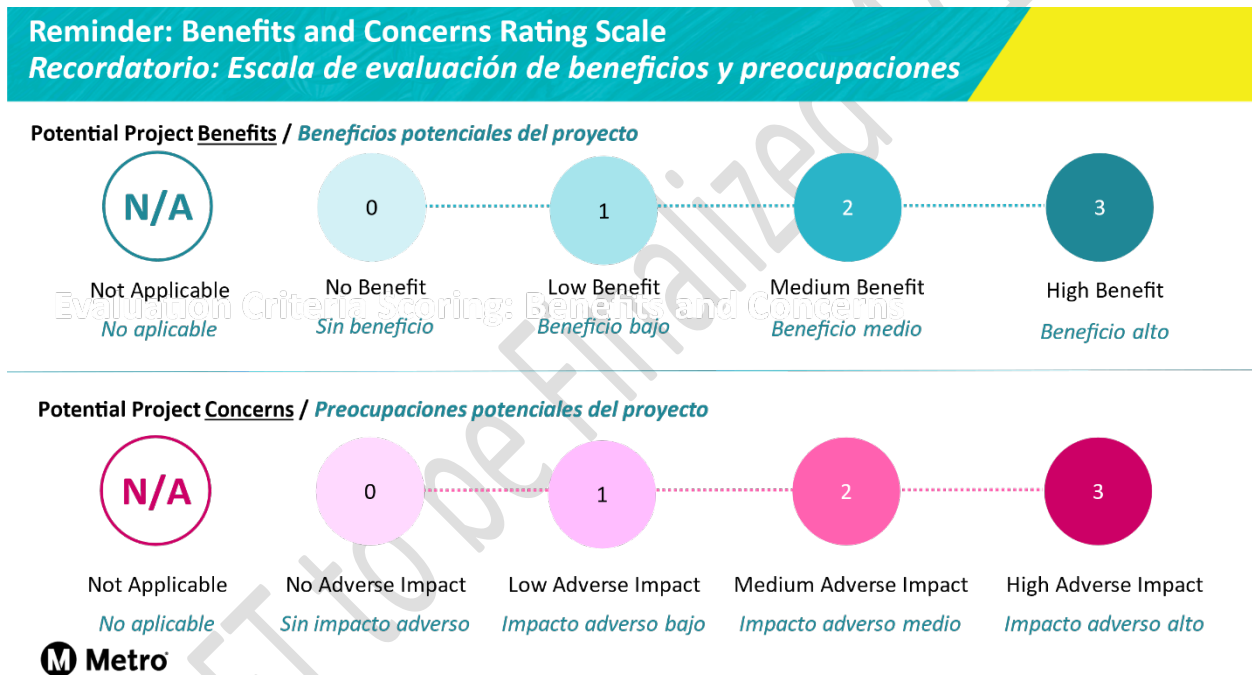 Reminder: Benefits and Concerns Rating Scale
Recordatorio: Escala de evaluación de beneficios y preocupaciones
Potential Project Benefits / Beneficios potenciales del proyecto
N/A 0 1 2 3
Not Applicable No Benefit Low Benefit Medium Benefit High Benefit
Evaluation Criteria Scoring: Benefits and Concerns
No aplicable Sin beneficio Beneficio bajo Beneficio medio Beneficio alto
Potential Project Concerns / Preocupaciones potenciales del proyecto
N/A 0 1 2 3
Not Applicable No Adverse Impact Low Adverse Impact Medium Adverse Impact High Adverse Impact
No aplicable Sin impacto adverso Impacto adverso bajo Impacto adverso medio Impacto adverso alto
M Metro
to be Finalized